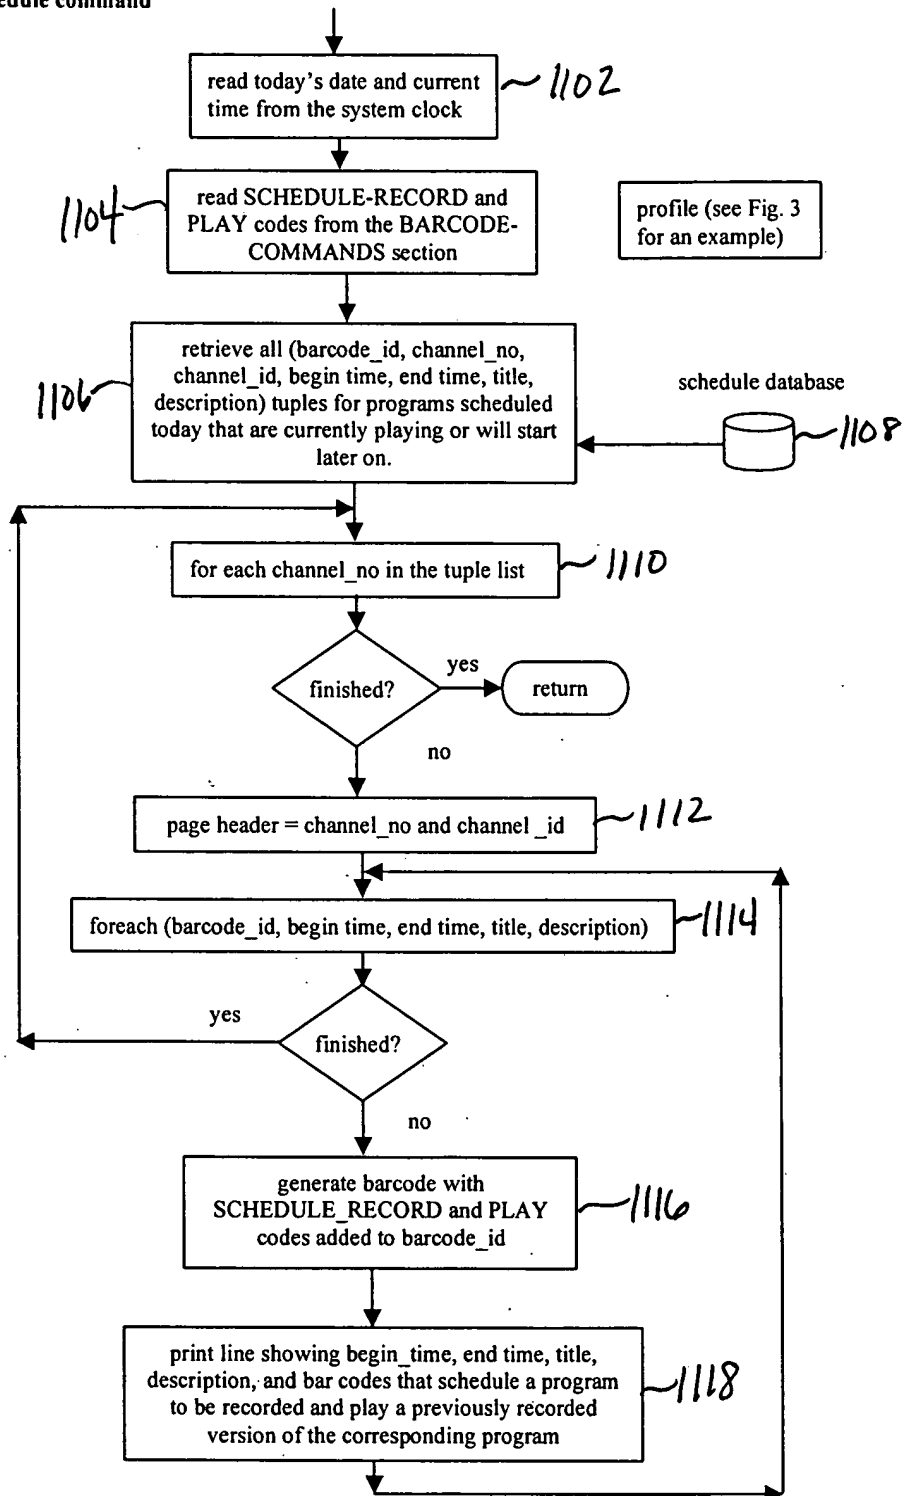 edule command
read today's date and current
time from the system clock
1102
read SCHEDULE-RECORD and
PLAY codes from the BARCODE-
COMMANDS section
1104
profile (see Fig. 3
for an example)
retrieve all (barcode_id, channel_no,
channel_id, begin time, end time, title,
description) tuples for programs scheduled
today that are currently playing or will start
later on.
1106
schedule database
1108
for each channel_no in the tuple list
1110
finished?
yes
return
no
page header = channel_no and channel _id
1112
foreach (barcode_id, begin time, end time, title, description)
1114
yes
finished?
no
generate barcode with
SCHEDULE_RECORD and PLAY
codes added to barcode_id
1116
print line showing begin_time, end time, title,
description, and bar codes that schedule a program
to be recorded and play a previously recorded
version of the corresponding program
1118